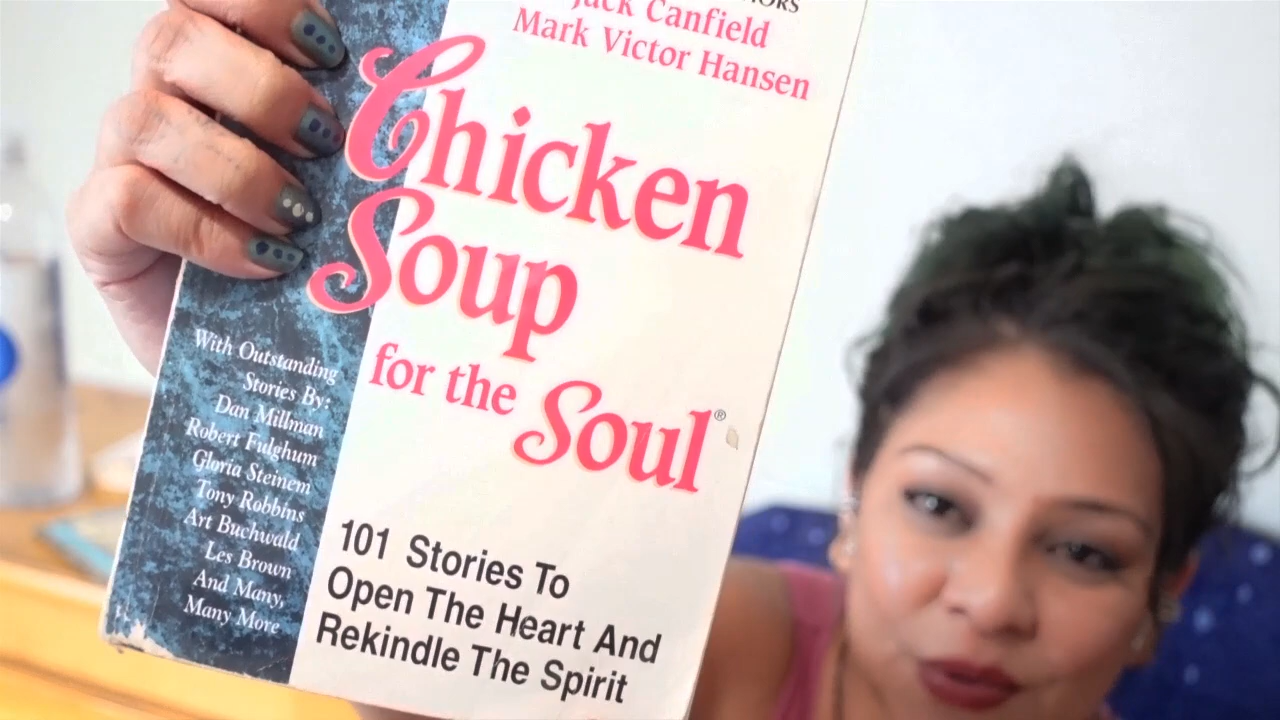 Jack Canfield
Mark Victor Hansen
Chicken
Soup
for the Soul®
With Outstanding
Stories By:
Dan Millman
Robert Fulghum
Gloria Steinem
Tony Robbins
Art Buchwald
Les Brown
And Many,
Many More
101 Stories To
Open The Heart And
Rekindle The Spirit